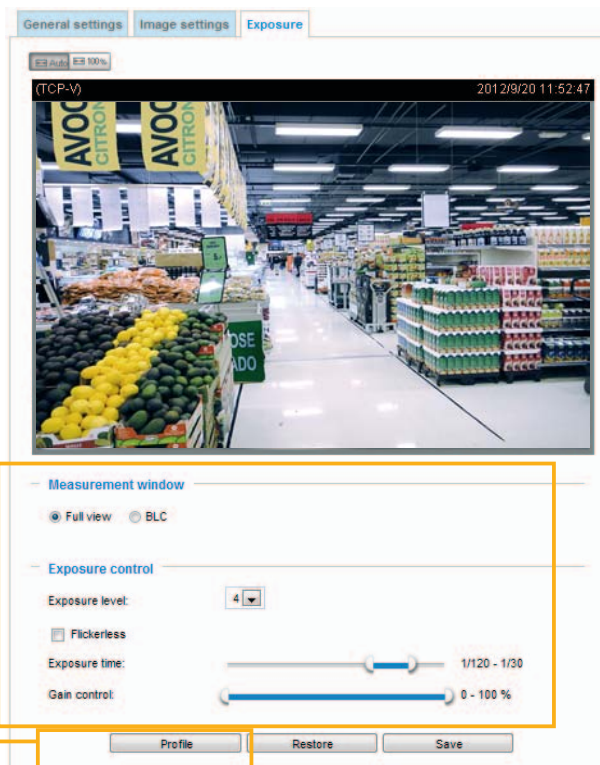 General settings Image settings Exposure
Auto 100%
(TCP-V) 2012/9/20 11:52:47
AVOC
CITRON
AVOC
CITRON
OSE
ADO
Measurement window
Full view BLC
Exposure control
Exposure level: 4
Flickerless
Exposure time: 1/120 - 1/30
Gain control: 0 - 100 %
Profile Restore Save